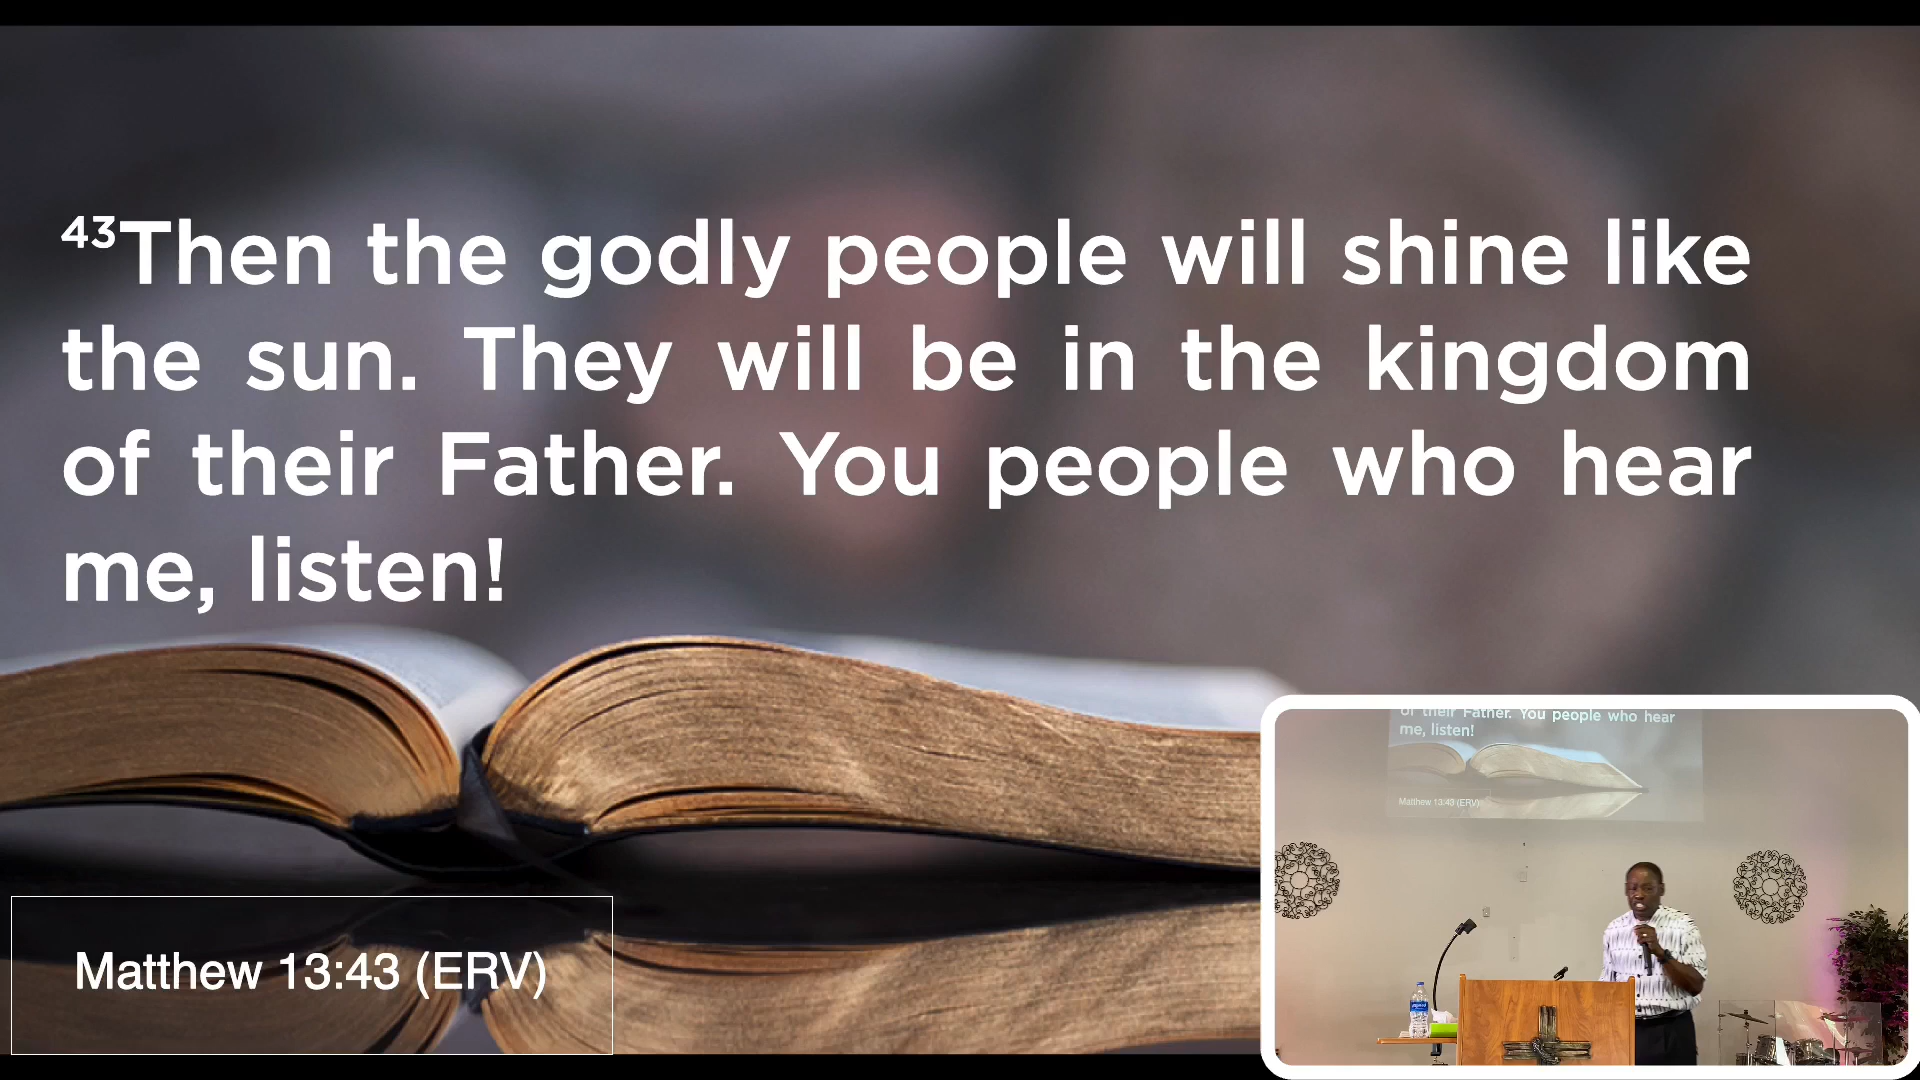 43Then the godly people will shine like
the sun. They will be in the kingdom
of their Father. You people who hear
me, listen!
Matthew 13:43 (ERV)
of their Father. You people who hear
me, listen!
Matthew 13:43 (ERV)